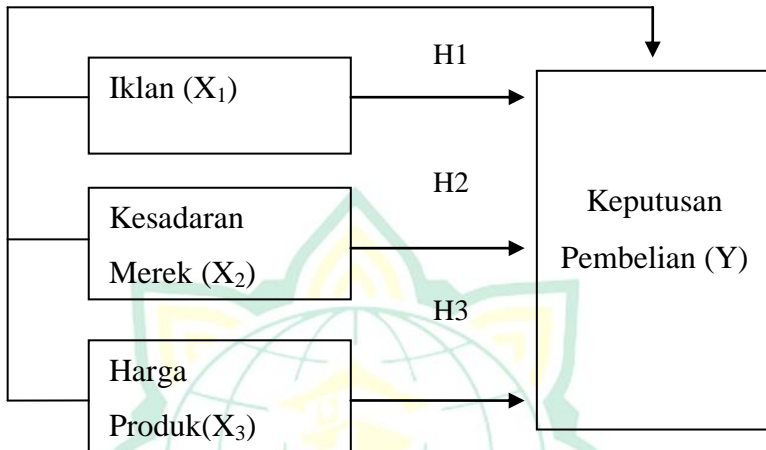 H1
Iklan (X₁)
H2
Kesadaran
Merek (X₂)
Keputusan
Pembelian (Y)
H3
Harga
Produk(X₃)